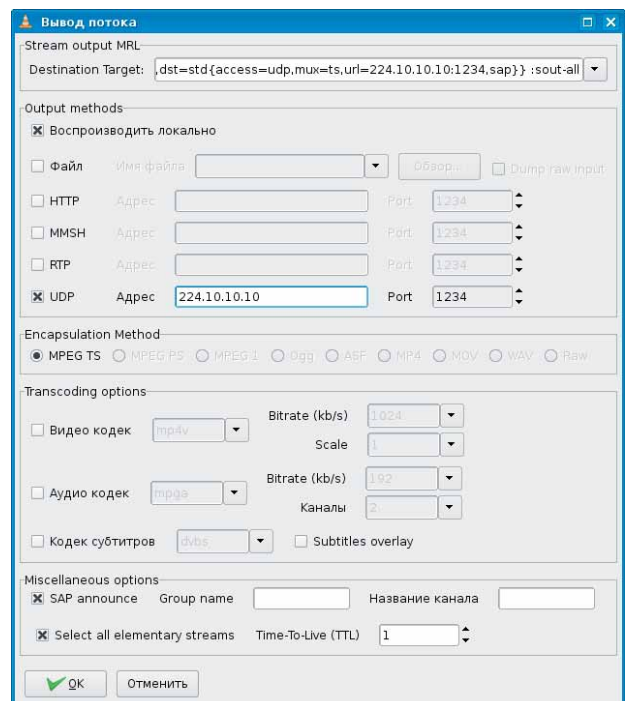 Вывод потока
Stream output MRL
Destination Target: ,dst=std{access=udp,mux=ts,url=224.10.10.10:1234,sap}} :sout-all
Output methods
Воспроизводить локально
Файл Имя файла Обзор... Dump raw input
HTTP Адрес Port 1234
MMSH Адрес Port 1234
RTP Адрес Port 1234
UDP Адрес 224.10.10.10 Port 1234
Encapsulation Method
MPEG TS MPEG PS MPEG 1 Ogg ASF MP4 MOV WAV Raw
Transcoding options
Видео кодек mp4v Bitrate (kb/s) 1024
Scale 1
Аудио кодек mpga Bitrate (kb/s) 192
Каналы 2
Кодек субтитров dvbs Subtitles overlay
Miscellaneous options
SAP announce Group name Название канала
Select all elementary streams Time-To-Live (TTL) 1
OK Отменить